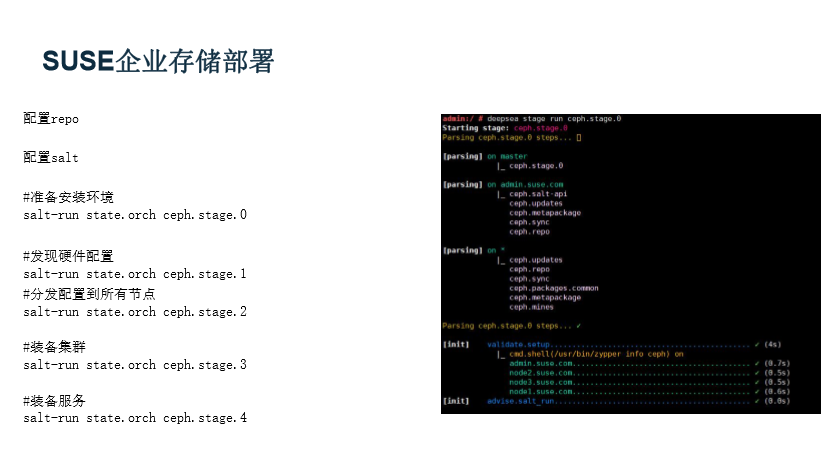 SUSE企业存储部署
配置repo
配置salt
#准备安装环境
salt-run state.orch ceph.stage.0
#发现硬件配置
salt-run state.orch ceph.stage.1
#分发配置到所有节点
salt-run state.orch ceph.stage.2
#装备集群
salt-run state.orch ceph.stage.3
#装备服务
salt-run state.orch ceph.stage.4
admin:/ # deepsea stage run ceph.stage.0
Starting stage: ceph.stage.0
Parsing ceph.stage.0 steps...
[parsing] on master
|_ ceph.stage.0
[parsing] on admin.suse.com
|_ ceph.salt-api
ceph.updates
ceph.metapackage
ceph.sync
ceph.repo
[parsing] on *
|_ ceph.updates
ceph.repo
ceph.sync
ceph.packages.common
ceph.metapackage
ceph.mines
Parsing ceph.stage.0 steps... ✓
[init] validate.setup............................................ ✓ (4s)
|_ cmd.shell(/usr/bin/zypper info ceph) on
admin.suse.com....................................... ✓ (0.7s)
node2.suse.com....................................... ✓ (0.5s)
node3.suse.com....................................... ✓ (0.5s)
node1.suse.com....................................... ✓ (0.6s)
[init] advise.salt_run........................................... ✓ (0.0s)